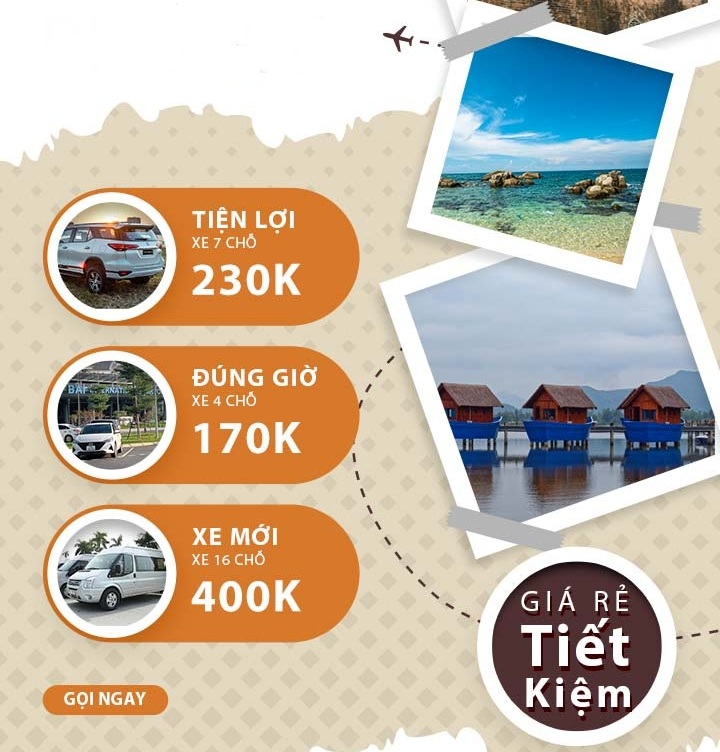 TIỆN LỢI
XE 7 CHỖ
230K
ĐÚNG GIỜ
XE 4 CHỖ
170K
XE MỚI
XE 16 CHỖ
400K
GỌI NGAY
GIÁ RẺ
Tiết
Kiệm